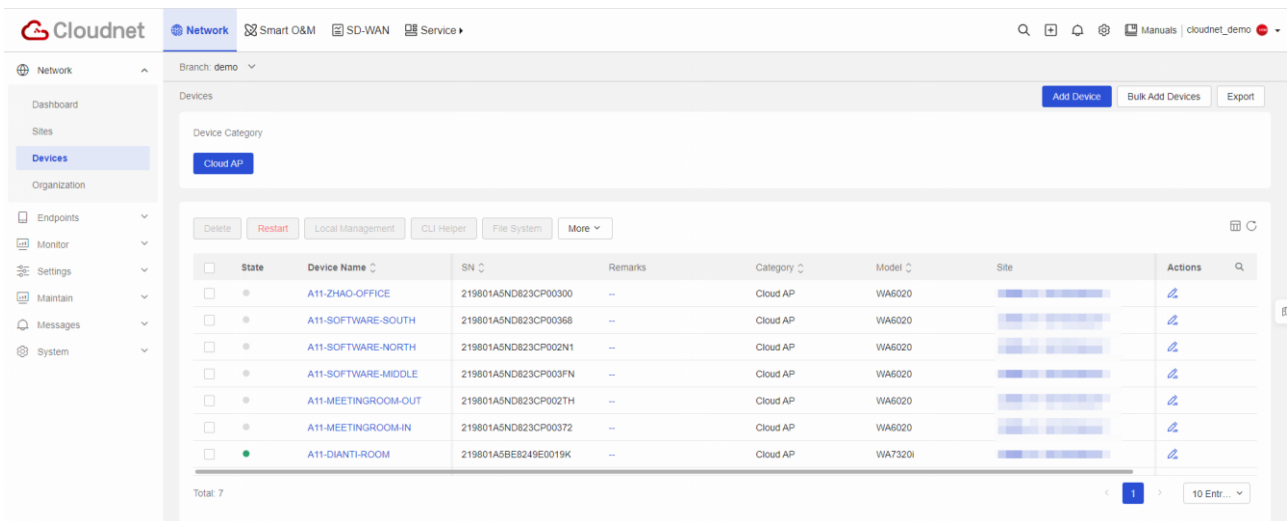 Cloudnet Network Smart O&M SD-WAN Service Manuals cloudnet_demo
Network Branch: demo
Dashboard Devices Add Device Bulk Add Devices Export
Sites Device Category
Devices Cloud AP
Organization
Endpoints Delete Restart Local Management CLI Helper File System More
Monitor
Settings State Device Name SN Remarks Category Model Site Actions
Maintain A11-ZHAO-OFFICE 219801A5ND823CP00300 -- Cloud AP WA6020
Messages A11-SOFTWARE-SOUTH 219801A5ND823CP00368 -- Cloud AP WA6020
System A11-SOFTWARE-NORTH 219801A5ND823CP002N1 -- Cloud AP WA6020
A11-SOFTWARE-MIDDLE 219801A5ND823CP003FN -- Cloud AP WA6020
A11-MEETINGROOM-OUT 219801A5ND823CP002TH -- Cloud AP WA6020
A11-MEETINGROOM-IN 219801A5ND823CP00372 -- Cloud AP WA6020
A11-DIANTI-ROOM 219801A5BE8249E0019K -- Cloud AP WA7320i
Total: 7 1 10 Entr...